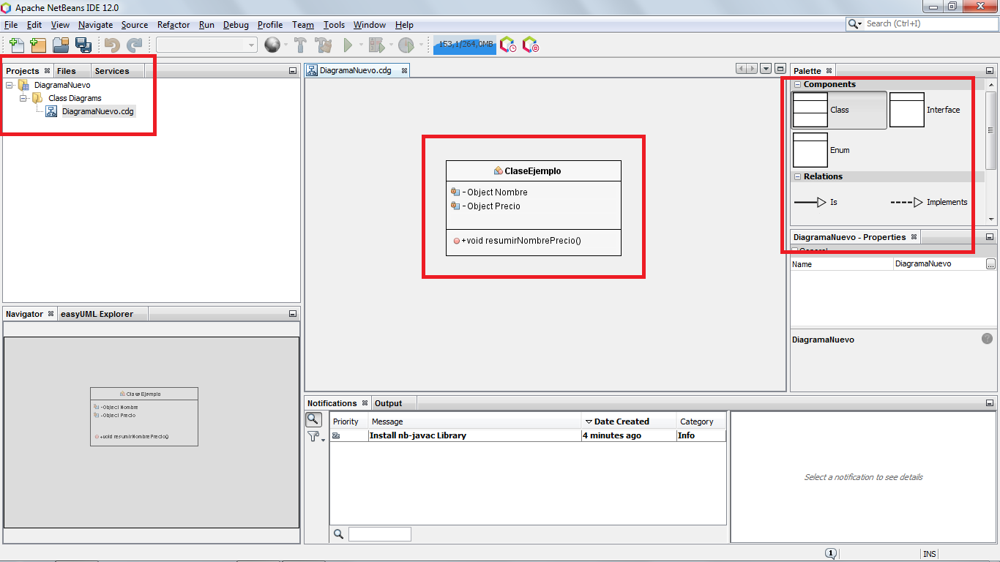 Apache NetBeans IDE 12.0
File Edit View Navigate Source Refactor Run Debug Profile Team Tools Window Help
Search (Ctrl+I)
153,1/264,0MB
Projects Files Services
DiagramaNuevo
Class Diagrams
DiagramaNuevo.cdg
DiagramaNuevo.cdg
ClaseEjemplo
- Object Nombre
- Object Precio
+void resumirNombrePrecio()
Palette
Components
Class
Interface
Enum
Relations
Is
Implements
DiagramaNuevo - Properties
General
Name DiagramaNuevo
...
DiagramaNuevo
?
Navigator easyUML Explorer
ClaseEjemplo
-Object Nombre
-Object Precio
+void resumirNombrePrecio()
Notifications Output
Priority Message Date Created Category
Install nb-javac Library 4 minutes ago Info
Select a notification to see details
1
INS